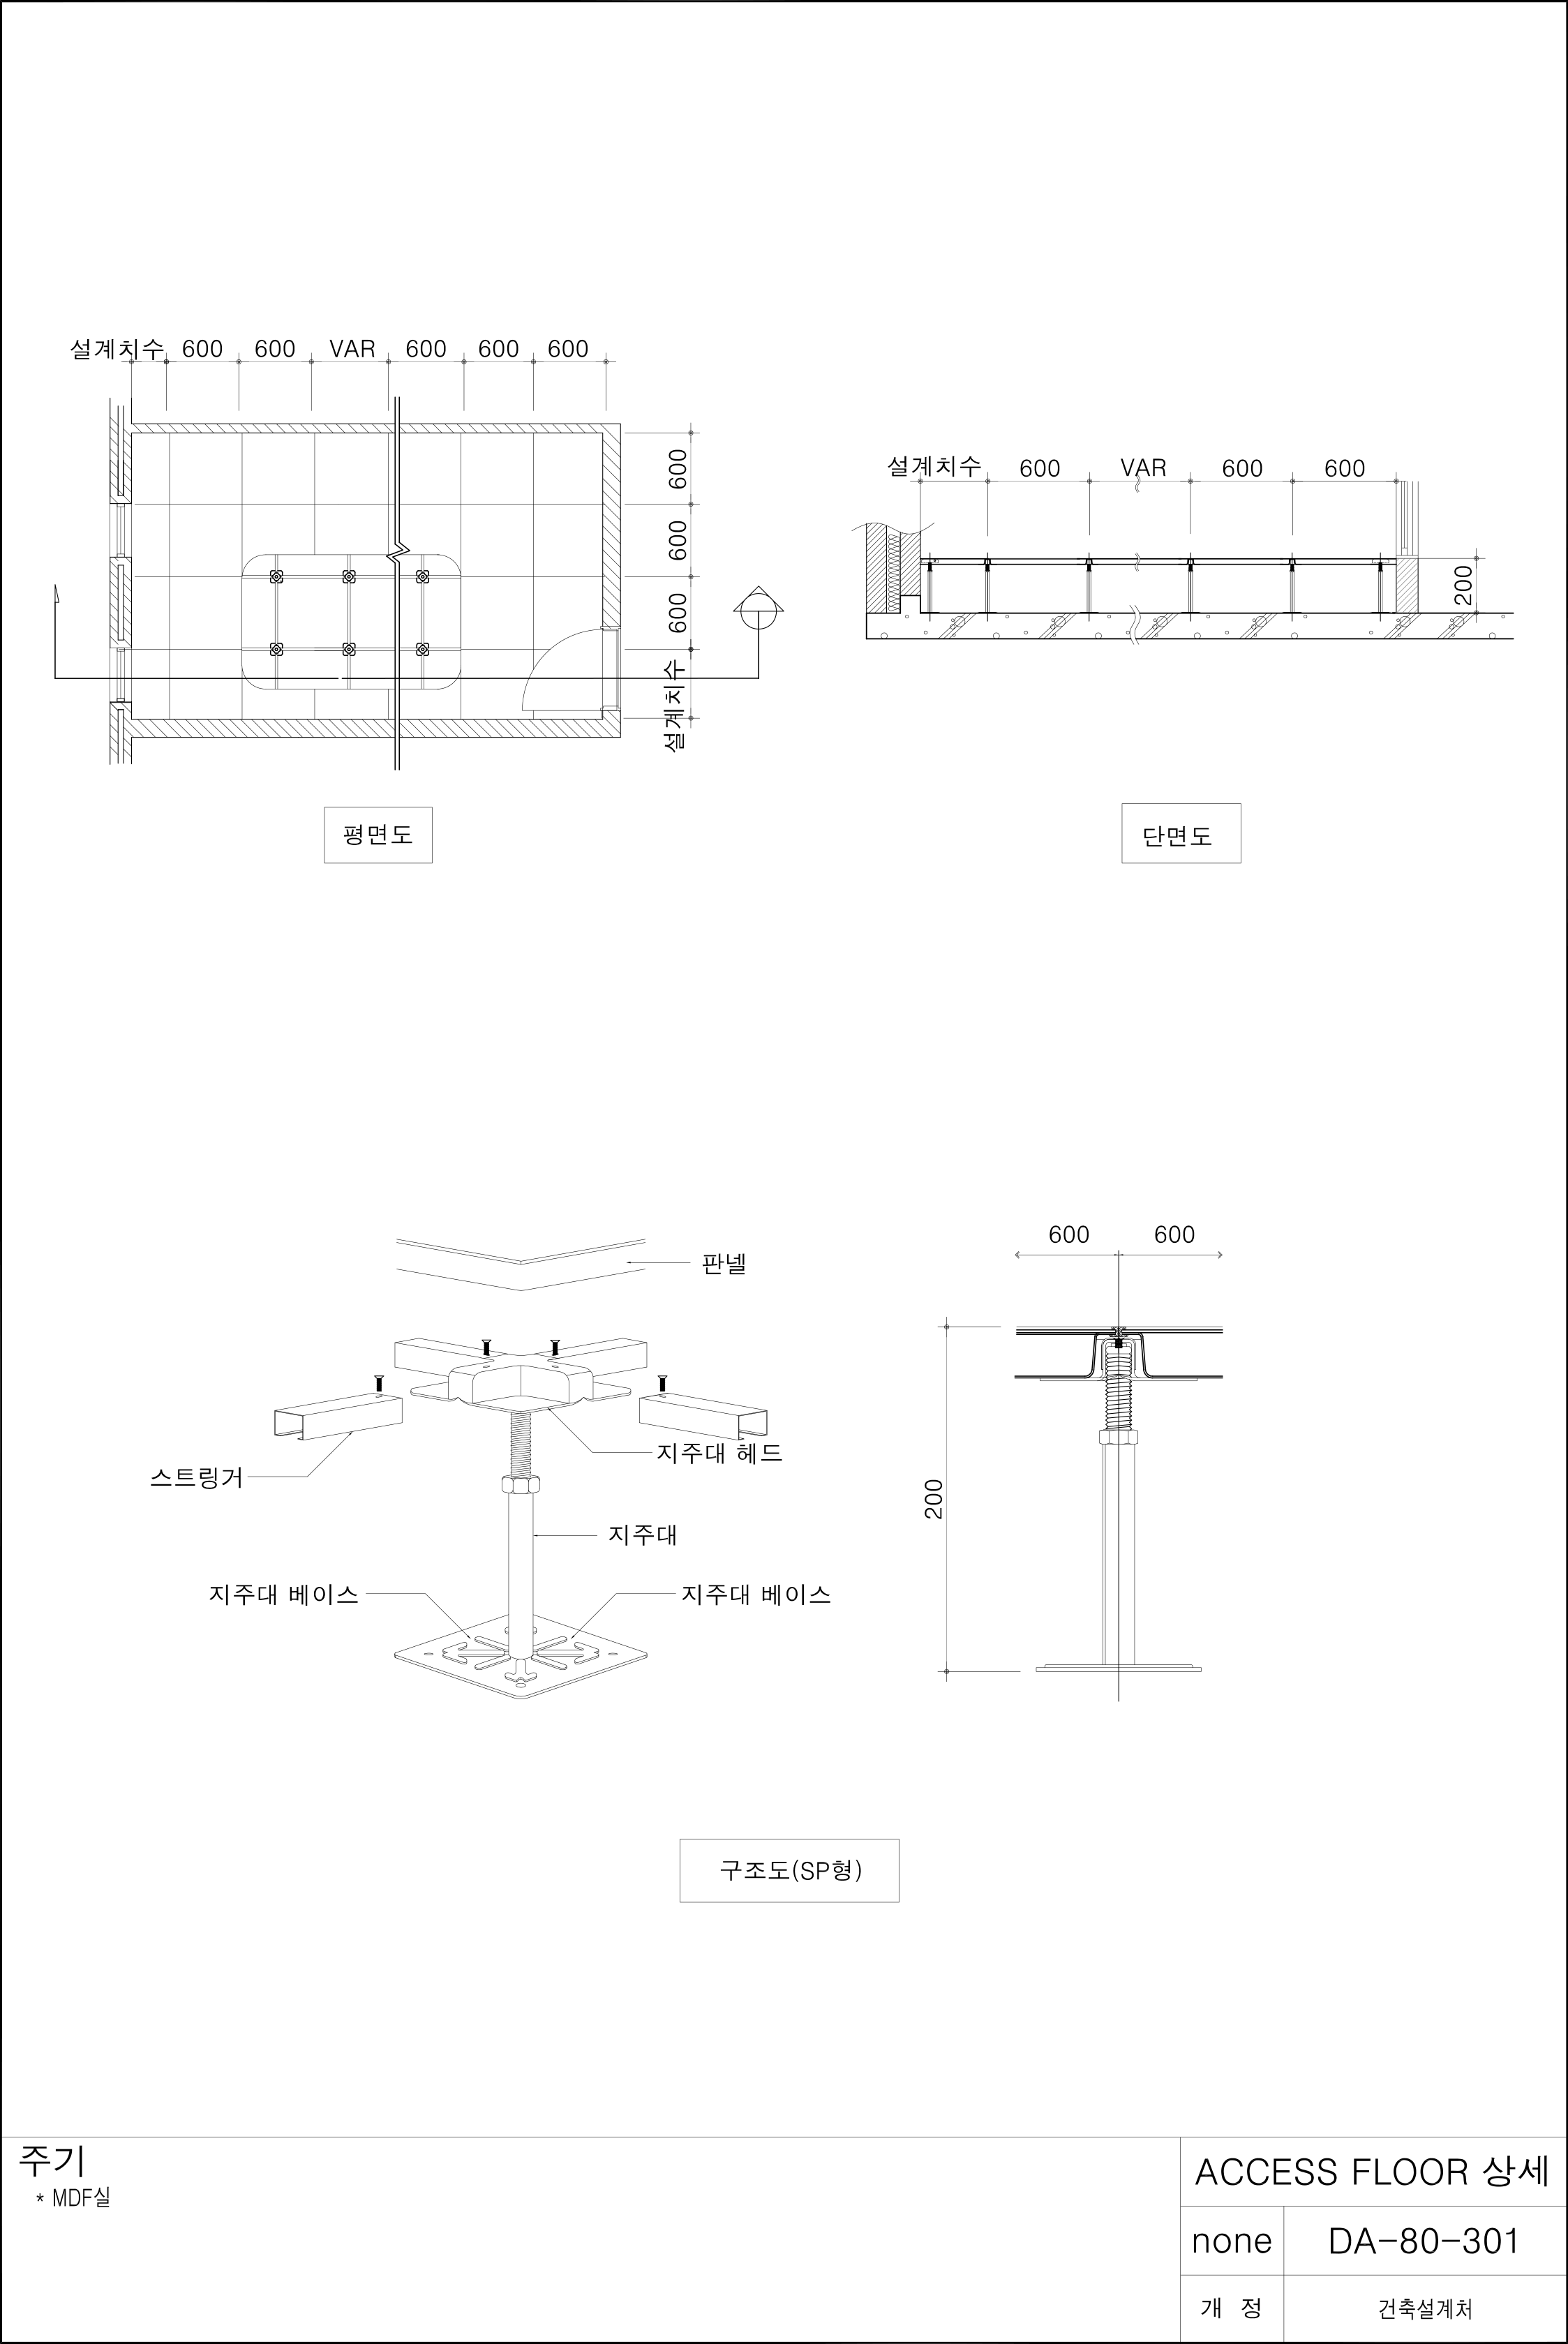 설계치수 600 600 VAR 600 600 600
600
600
600
설계치수
평면도
설계치수 600 VAR 600 600
200
단면도
판넬
지주대 헤드
스트링거
지주대
지주대 베이스
지주대 베이스
600 600
200
구조도(SP형)
주기
* MDF실
ACCESS FLOOR 상세
none DA-80-301
개 정 건축설계처